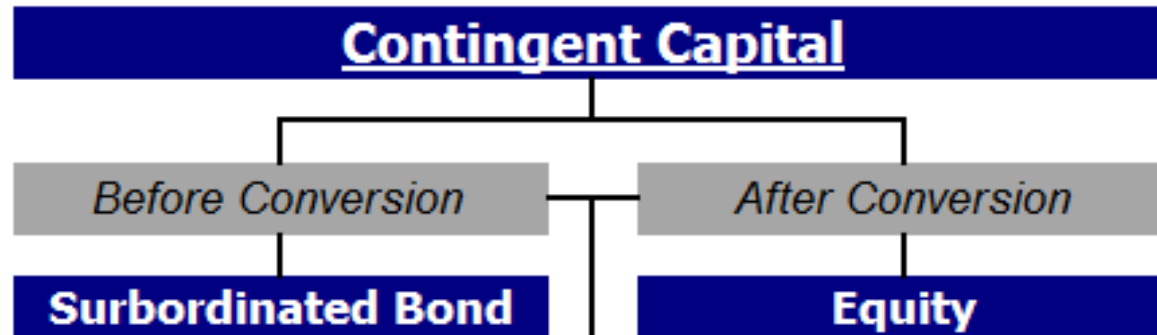 Contingent Capital
Before Conversion
After Conversion
Surbordinated Bond
Equity